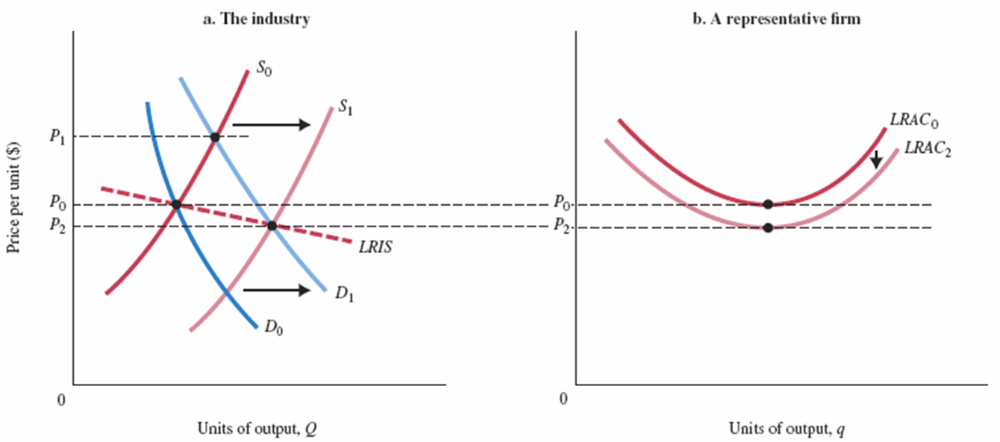 a. The industry
Price per unit ($)
P1
P0
P2
S0
S1
LRIS
D1
D0
0
Units of output, Q
b. A representative firm
LRAC0
LRAC2
P0
P2
0
Units of output, q